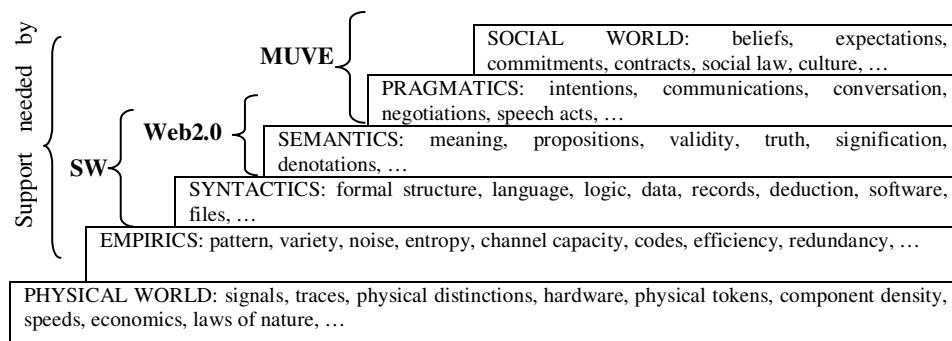 Support needed by
SW
Web2.0
MUVE
SOCIAL WORLD: beliefs, expectations,
commitments, contracts, social law, culture, …
PRAGMATICS: intentions, communications, conversation,
negotiations, speech acts, …
SEMANTICS: meaning, propositions, validity, truth, signification,
denotations, …
SYNTACTICS: formal structure, language, logic, data, records, deduction, software,
files, …
EMPIRICS: pattern, variety, noise, entropy, channel capacity, codes, efficiency, redundancy, …
PHYSICAL WORLD: signals, traces, physical distinctions, hardware, physical tokens, component density,
speeds, economics, laws of nature, …